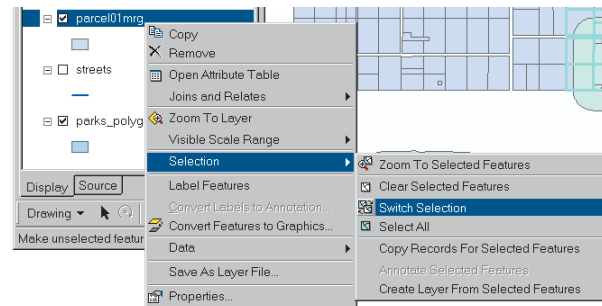 parcel01mrg
streets
parks_polyg
Display Source
Drawing
Make unselected featur
Copy
Remove
Open Attribute Table
Joins and Relates
Zoom To Layer
Visible Scale Range
Selection
Label Features
Convert Labels to Annotation...
Convert Features to Graphics...
Data
Save As Layer File...
Properties...
Zoom To Selected Features
Clear Selected Features
Switch Selection
Select All
Copy Records For Selected Features
Annotate Selected Features
Create Layer From Selected Features